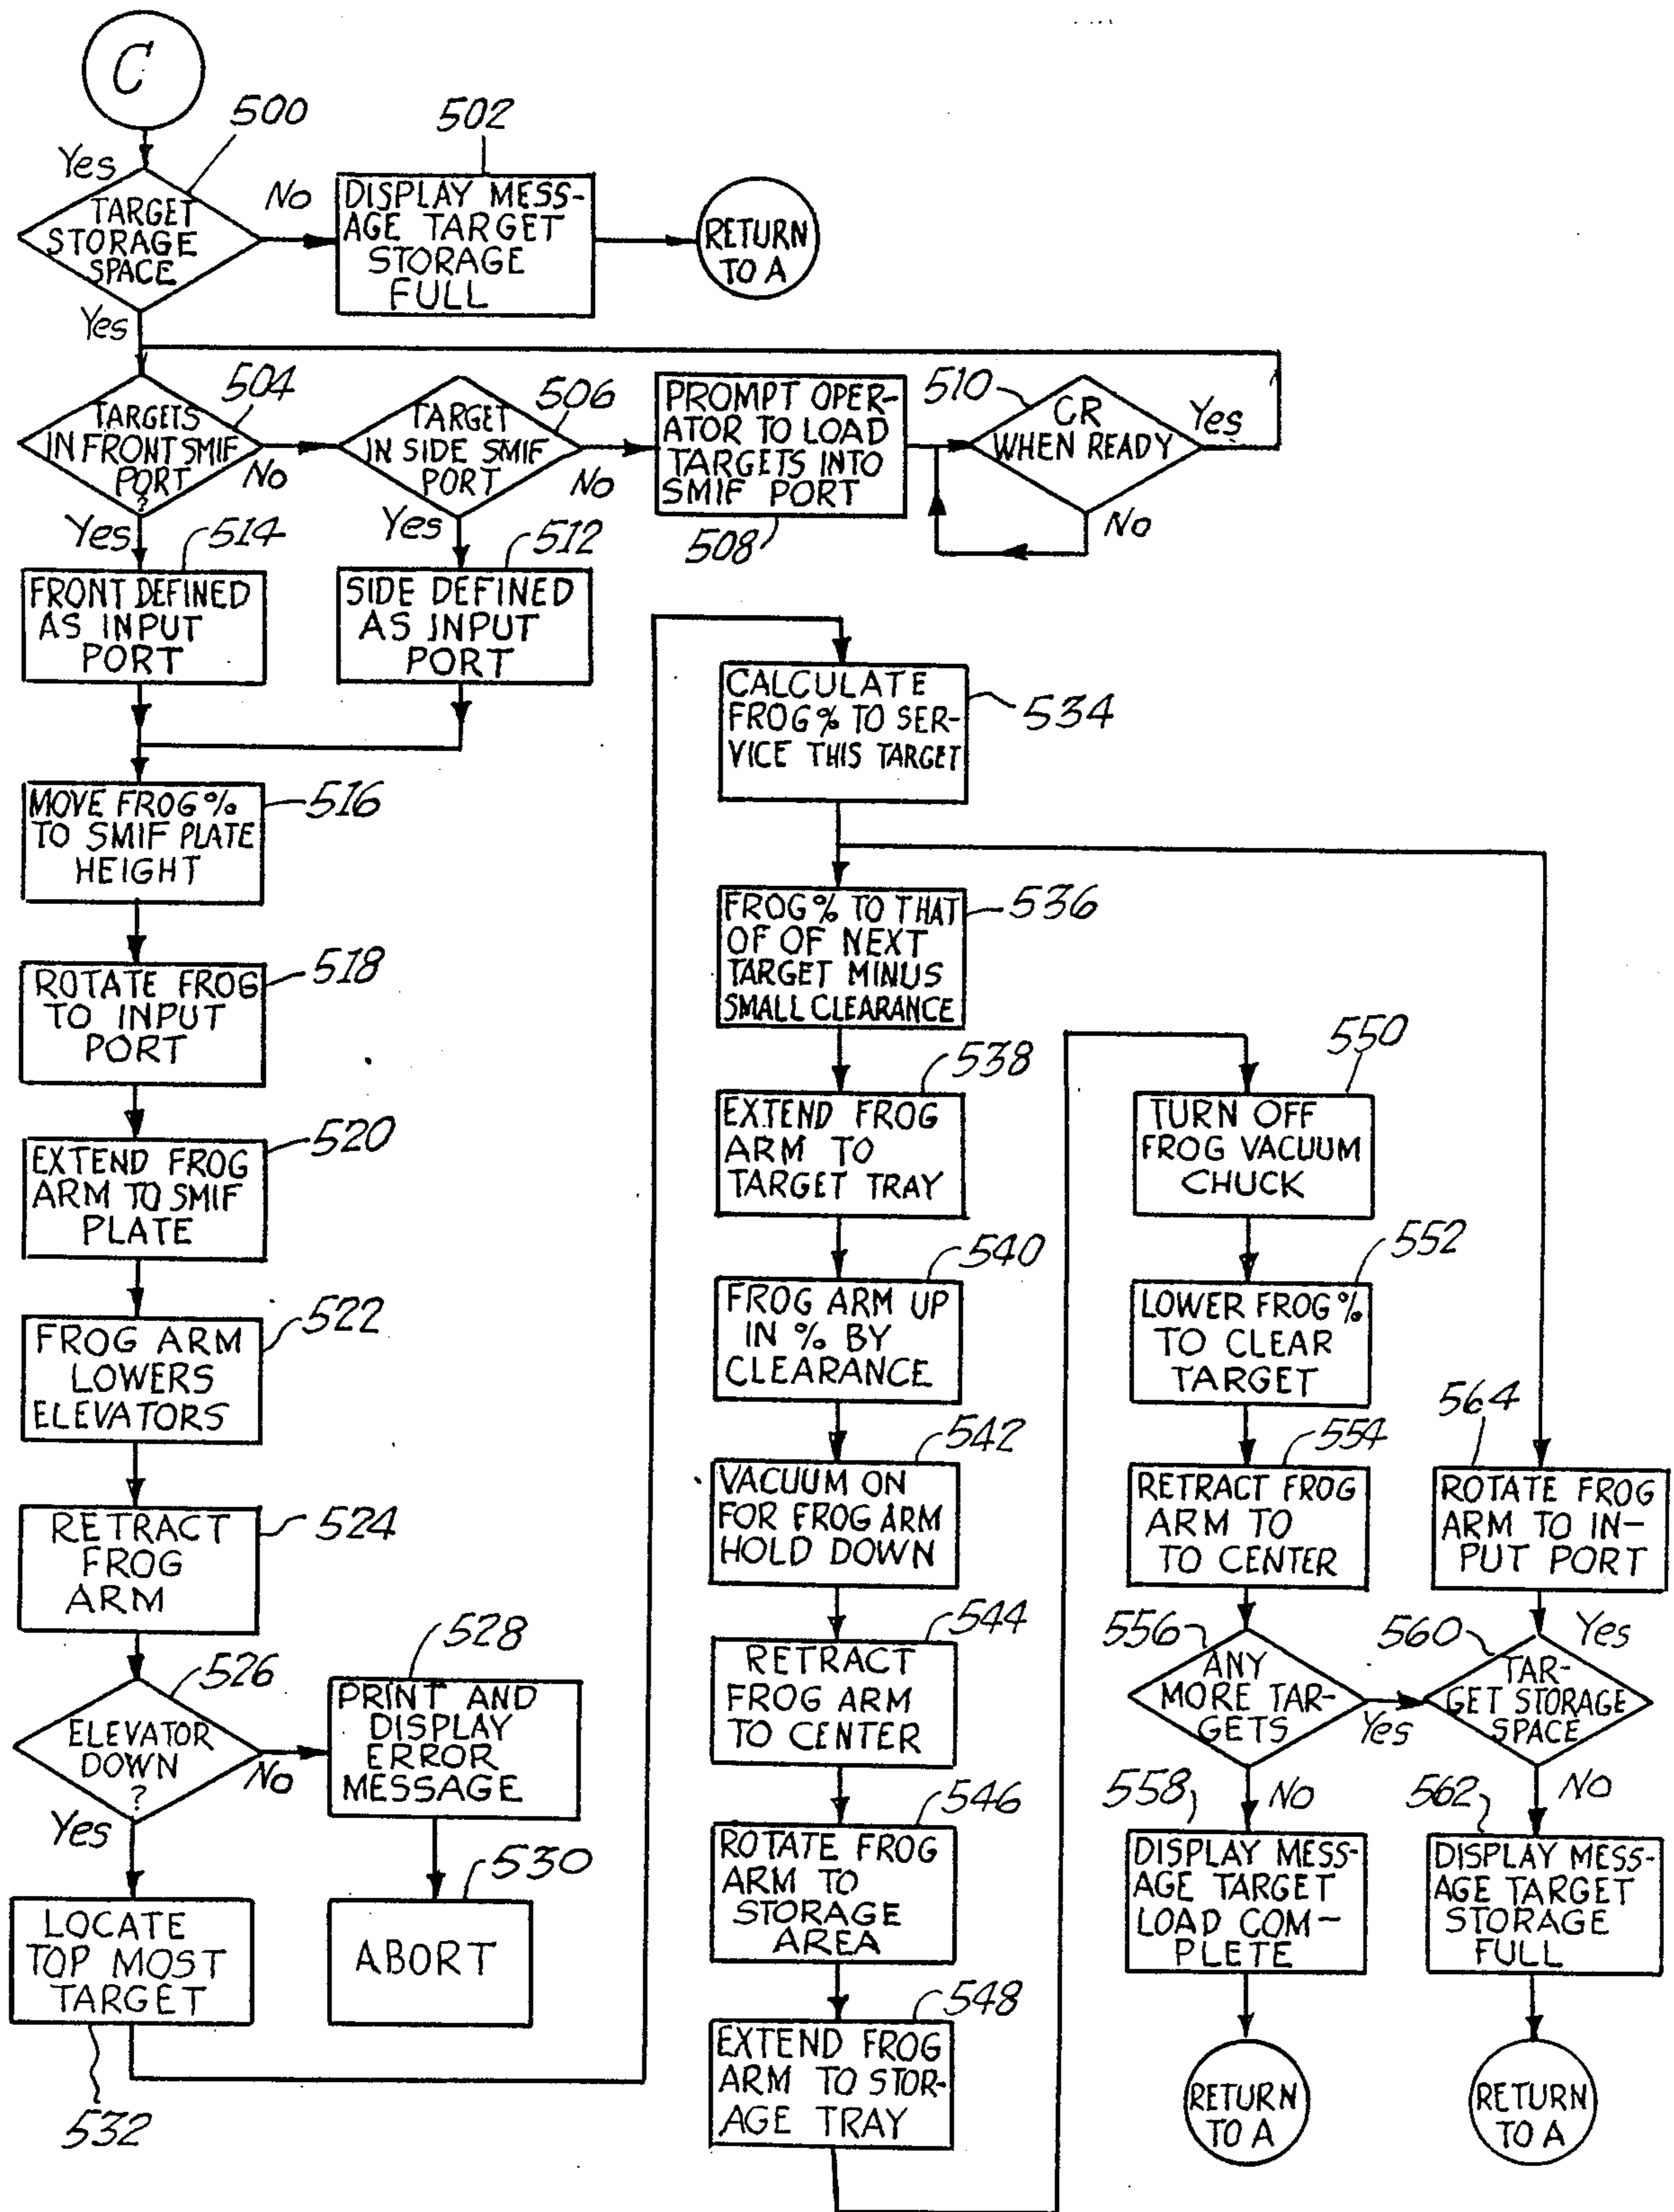 C
500
502
Yes
No
TARGET
STORAGE
SPACE
DISPLAY MESS-
AGE TARGET
STORAGE
FULL
RETURN
TO A
Yes
504
506
510
TARGETS
IN FRONT SMIF
PORT
?
No
TARGET
IN SIDE SMIF
PORT
No
PROMPT OPER-
ATOR TO LOAD
TARGETS INTO
SMIF PORT
508
CR
WHEN READY
Yes
No
Yes
514
Yes
512
FRONT DEFINED
AS INPUT
PORT
SIDE DEFINED
AS INPUT
PORT
MOVE FROG %
TO SMIF PLATE
HEIGHT
516
ROTATE FROG
TO INPUT
PORT
518
EXTEND FROG
ARM TO SMIF
PLATE
520
FROG ARM
LOWERS
ELEVATORS
522
RETRACT
FROG
ARM
524
526
528
ELEVATOR
DOWN
?
No
PRINT AND
DISPLAY
ERROR
MESSAGE
Yes
530
LOCATE
TOP MOST
TARGET
ABORT
532
CALCULATE
FROG % TO SER-
VICE THIS TARGET
534
FROG % TO THAT
OF OF NEXT
TARGET MINUS
SMALL CLEARANCE
536
538
EXTEND FROG
ARM TO
TARGET TRAY
540
FROG ARM UP
IN % BY
CLEARANCE
542
VACUUM ON
FOR FROG ARM
HOLD DOWN
544
RETRACT
FROG ARM
TO CENTER
546
ROTATE FROG
ARM TO
STORAGE
AREA
548
EXTEND FROG
ARM TO STOR-
AGE TRAY
550
TURN OFF
FROG VACUUM
CHUCK
552
LOWER FROG %
TO CLEAR
TARGET
554
564
RETRACT FROG
ARM TO
TO CENTER
ROTATE FROG
ARM TO IN-
PUT PORT
556
560
Yes
ANY
MORE TAR-
GETS
Yes
TAR-
GET STORAGE
SPACE
558
No
562
NO
DISPLAY MESS-
AGE TARGET
LOAD COM-
PLETE
DISPLAY MESS-
AGE TARGET
STORAGE
FULL
RETURN
TO A
RETURN
TO A